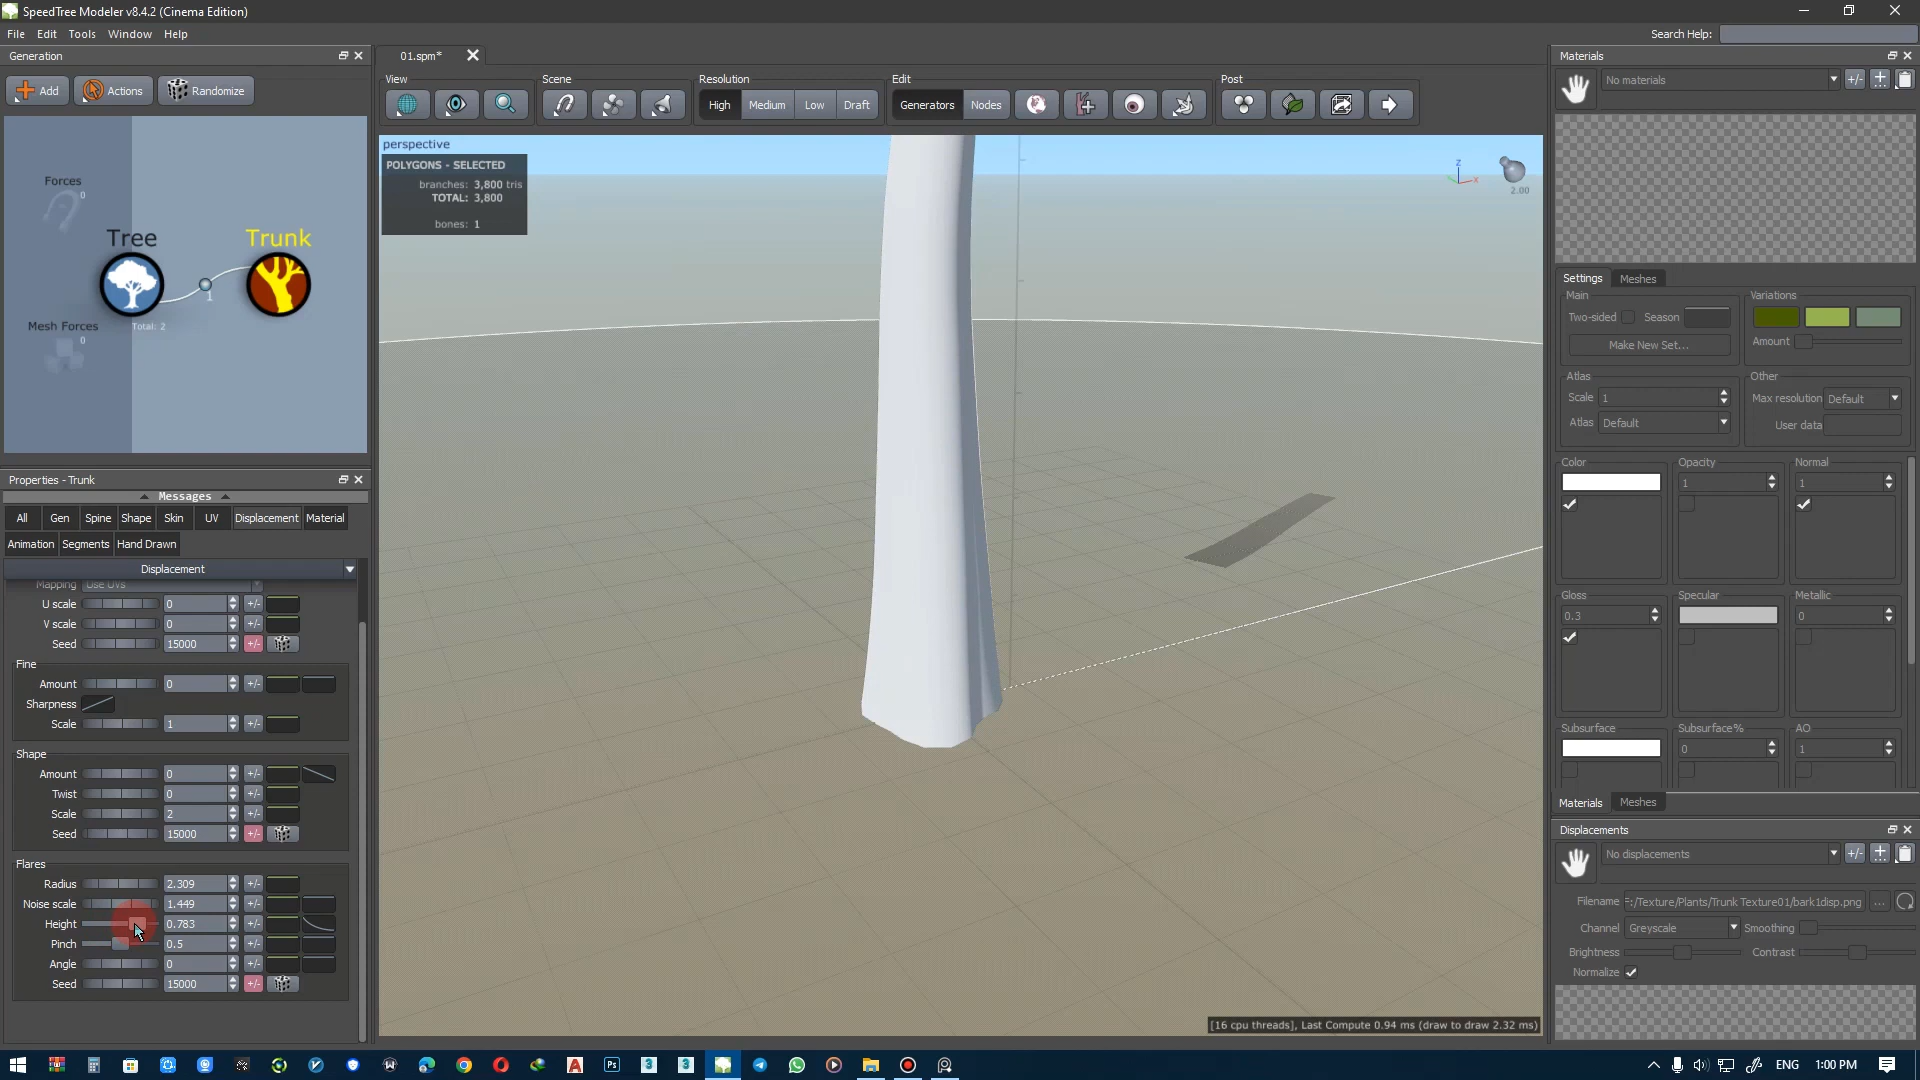 SpeedTree Modeler v8.4.2 (Cinema Edition)
File Edit Tools Window Help
Search Help:
Generation
01.spm*
Materials
Add Actions Randomize
View Scene Resolution Edit Post
High Medium Low Draft Generators Nodes
No materials +/-
perspective
POLYGONS - SELECTED
branches: 3,800 tris
TOTAL: 3,800
bones: 1
z
x
2.00
Forces
0
Tree Trunk
1
Mesh Forces Total: 2
0
Settings Meshes
Main Variations
Two-sided Season
Make New Set... Amount
Atlas Other
Scale 1 Max resolution Default
Atlas Default User data
Color Opacity Normal
1 1
Gloss Specular Metallic
0.3 0
Subsurface Subsurface% AO
0 1
Materials Meshes
Displacements
No displacements +/-
Filename F:/Texture/Plants/Trunk Texture01/bark1disp.png ...
Channel Greyscale Smoothing
Brightness Contrast
Normalize
Properties - Trunk
Messages
All Gen Spine Shape Skin UV Displacement Material
Animation Segments Hand Drawn
Displacement
Mapping Use UVs
U scale 0 +/-
V scale 0 +/-
Seed 15000 +/-
Fine
Amount 0 +/-
Sharpness
Scale 1 +/-
Shape
Amount 0 +/-
Twist 0 +/-
Scale 2 +/-
Seed 15000 +/-
Flares
Radius 2.309 +/-
Noise scale 1.449 +/-
Height 0.783 +/-
Pinch 0.5 +/-
Angle 0 +/-
Seed 15000 +/-
[16 cpu threads], Last Compute 0.94 ms (draw to draw 2.32 ms)
ENG 1:00 PM